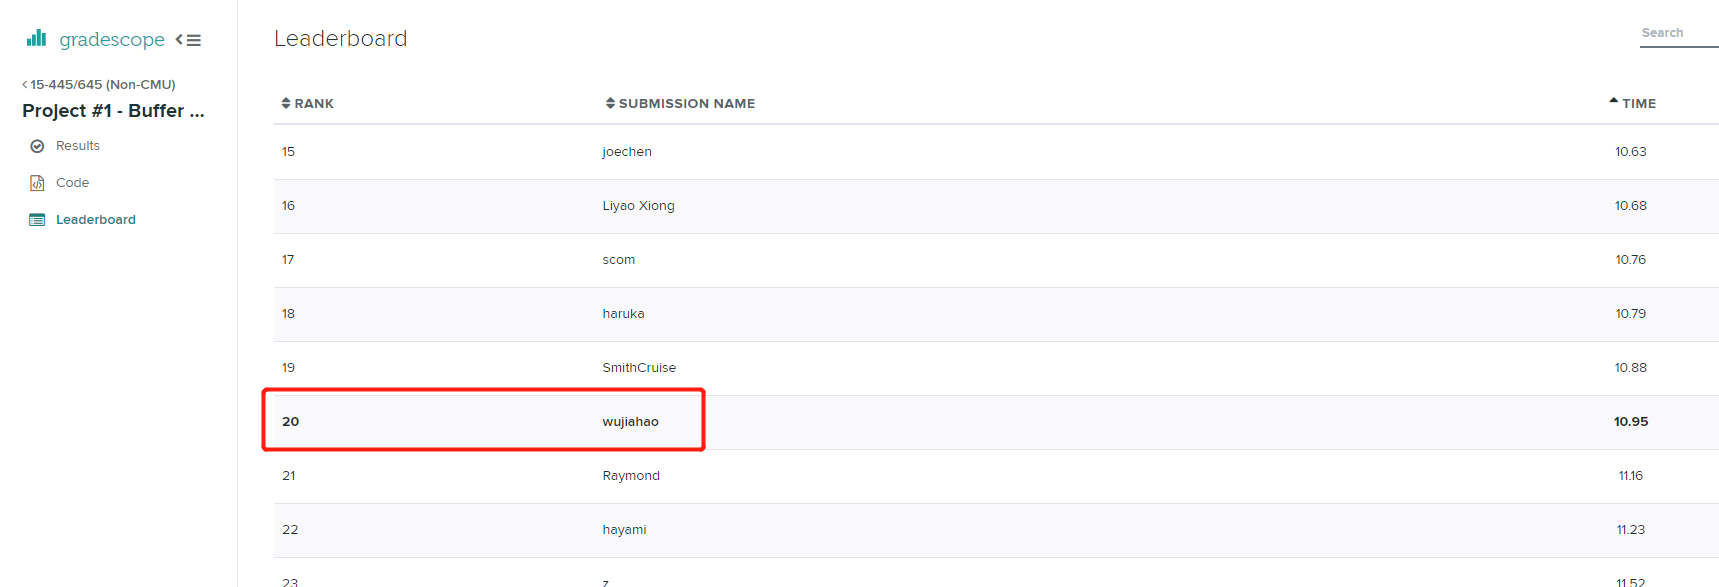 gradescope
Leaderboard
Search
15-445/645 (Non-CMU)
Project #1 - Buffer ...
Results
Code
Leaderboard
RANK SUBMISSION NAME TIME
15 joechen 10.63
16 Liyao Xiong 10.68
17 scom 10.76
18 haruka 10.79
19 SmithCruise 10.88
20 wujiahao 10.95
21 Raymond 11.16
22 hayami 11.23
23 z 11.52